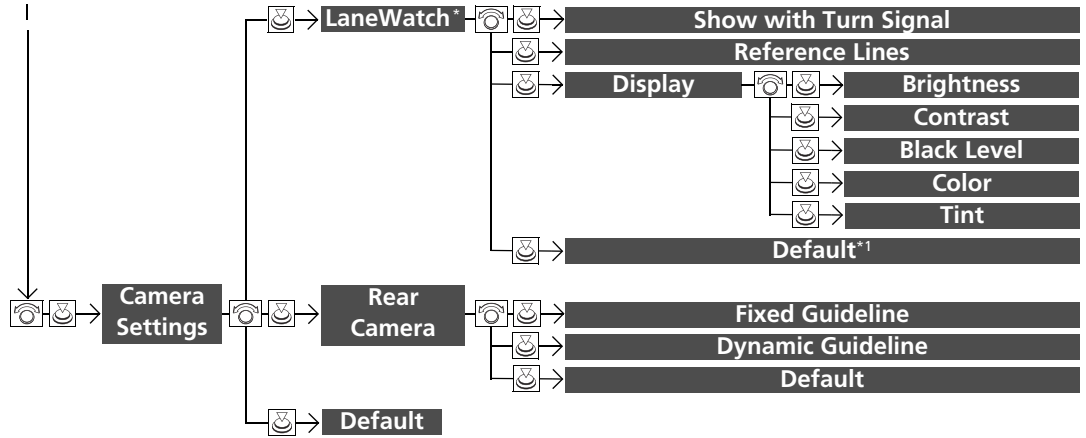 LaneWatch*
Show with Turn Signal
Reference Lines
Display
Brightness
Contrast
Black Level
Color
Tint
Default*1
Camera
Settings
Rear
Camera
Fixed Guideline
Dynamic Guideline
Default
Default